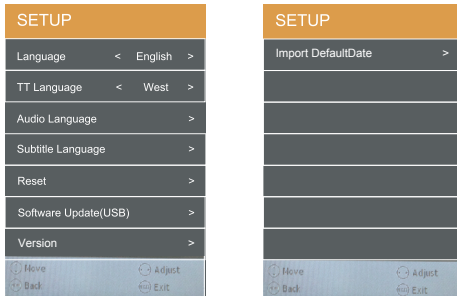 SETUP
Language < English >
TT Language < West >
Audio Language >
Subtitle Language >
Reset >
Software Update(USB) >
Version >
Move Adjust
Back Exit
SETUP
Import DefaultDate >
Move Adjust
Back Exit